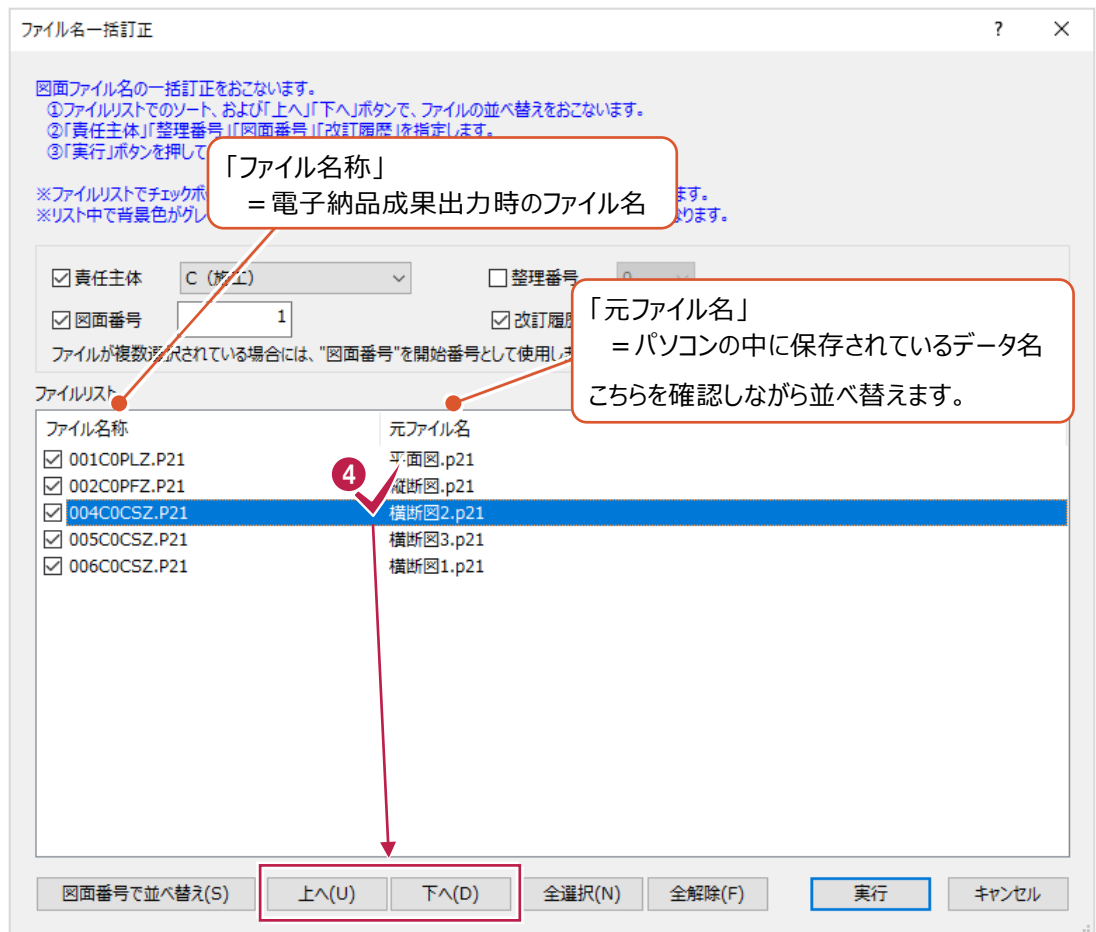 ファイル名一括訂正
?
図面ファイル名の一括訂正をおこないます。
①ファイルリストでのソート、および「上へ」「下へ」ボタンで、ファイルの並べ替えをおこないます。
②「責任主体」「整理番号」「図面番号」「改訂履歴」を指定します。
③「実行」ボタンを押して
※ファイルリストでチェックボ
ます。
※リスト中で背景色がグレ
なります。
「ファイル名称」
＝電子納品成果出力時のファイル名
責任主体
C（施工）
整理番号
0
図面番号
1
改訂履
ファイルが複数選択されている場合には、"図面番号"を開始番号として使用し
「元ファイル名」
＝パソコンの中に保存されているデータ名
こちらを確認しながら並べ替えます。
ファイルリスト
ファイル名称 元ファイル名
001C0PLZ.P21 平面図.p21
002C0PFZ.P21 縦断図.p21
4
004C0CSZ.P21 横断図2.p21
005C0CSZ.P21 横断図3.p21
006C0CSZ.P21 横断図1.p21
図面番号で並べ替え(S) 上へ(U) 下へ(D) 全選択(N) 全解除(F) 実行 キャンセル